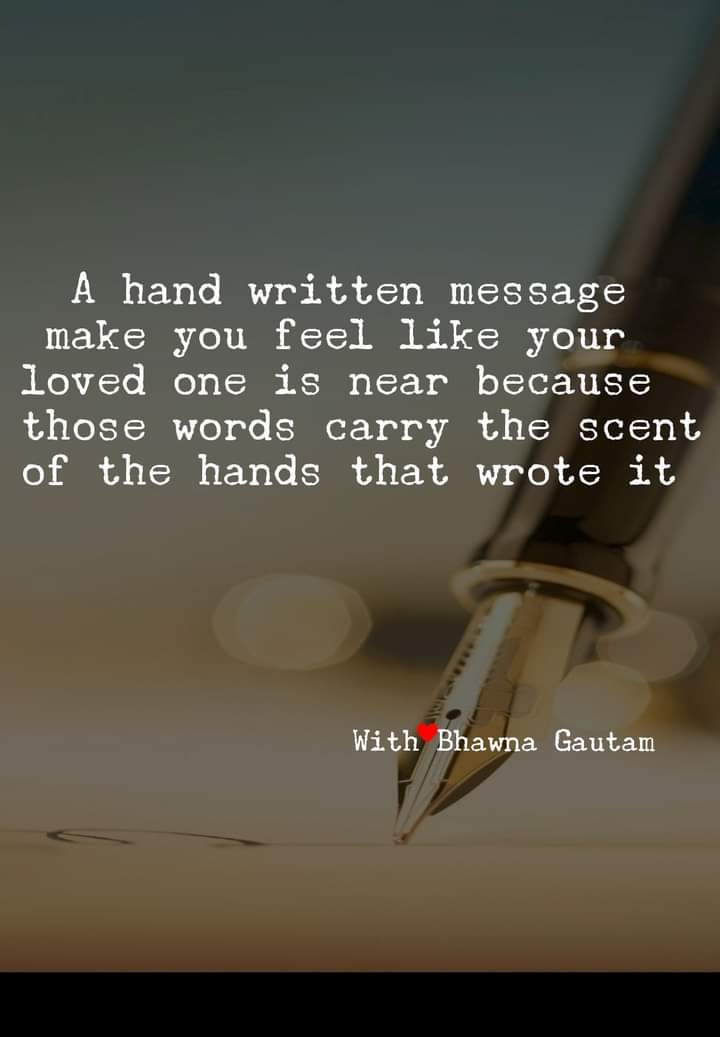 A hand written message
make you feel like your
loved one is near because
those words carry the scent
of the hands that wrote it
With❤Bhawna Gautam